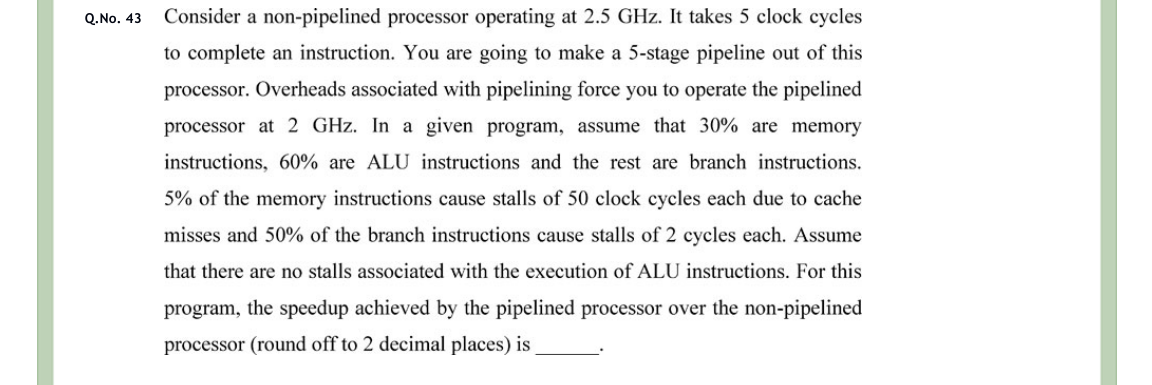 Q.No. 43 Consider a non-pipelined processor operating at 2.5 GHz. It takes 5 clock cycles
to complete an instruction. You are going to make a 5-stage pipeline out of this
processor. Overheads associated with pipelining force you to operate the pipelined
processor at 2 GHz. In a given program, assume that 30% are memory
instructions, 60% are ALU instructions and the rest are branch instructions.
5% of the memory instructions cause stalls of 50 clock cycles each due to cache
misses and 50% of the branch instructions cause stalls of 2 cycles each. Assume
that there are no stalls associated with the execution of ALU instructions. For this
program, the speedup achieved by the pipelined processor over the non-pipelined
processor (round off to 2 decimal places) is ______.